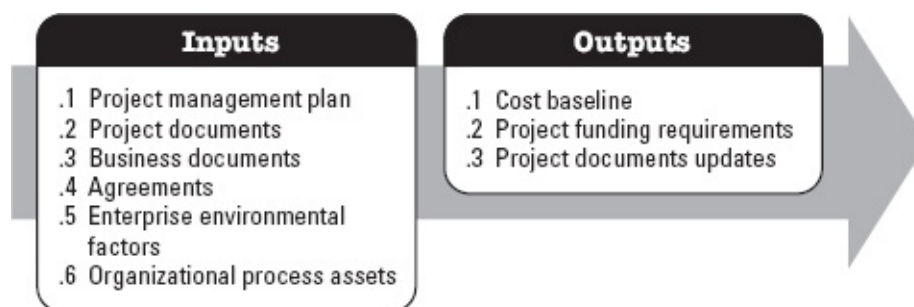 Inputs
.1 Project management plan
.2 Project documents
.3 Business documents
.4 Agreements
.5 Enterprise environmental
factors
.6 Organizational process assets
Outputs
.1 Cost baseline
.2 Project funding requirements
.3 Project documents updates